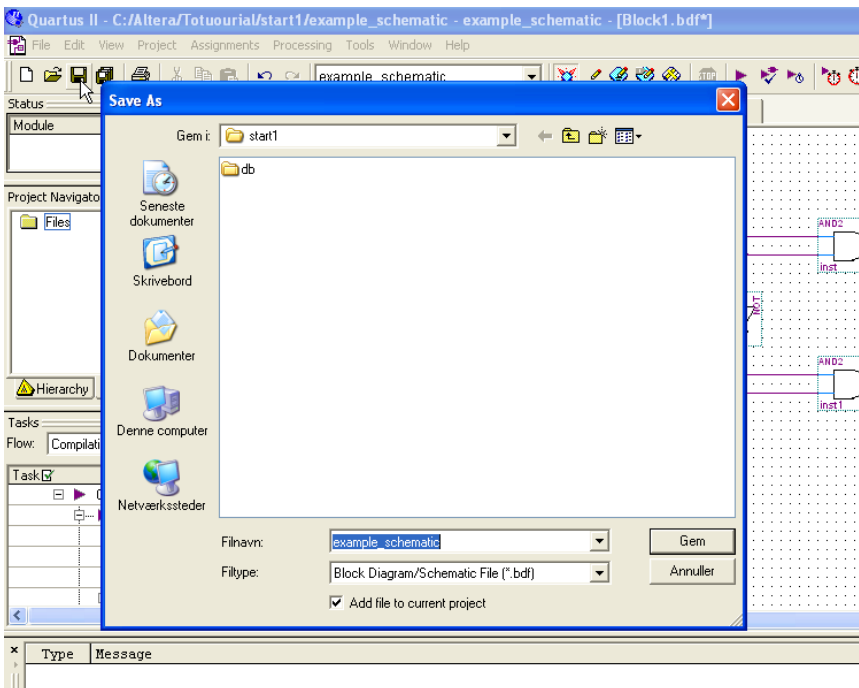 Quartus II - C:/Altera/Totuourial/start1/example_schematic - example_schematic - [Block1.bdf*]
File Edit View Project Assignments Processing Tools Window Help
example_schematic
STOP
Status
Module
Save As
Gem i: start1
db
Seneste
dokumenter
Skrivebord
Dokumenter
Denne computer
Netværkssteder
Project Navigato
Files
Hierarchy
Tasks
Flow: Compilati
Task
AND2
inst
NOT
AND2
inst1
Filnavn: example_schematic Gem
Filtype: Block Diagram/Schematic File (*.bdf) Annuller
Add file to current project
Type Message